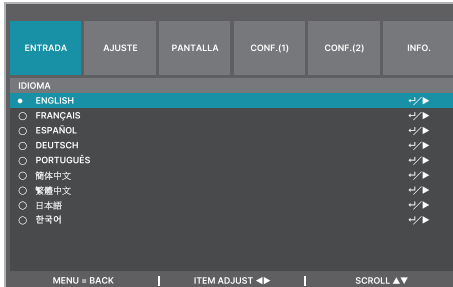 ENTRADA AJUSTE PANTALLA CONF.(1) CONF.(2) INFO.
IDIOMA
ENGLISH
FRANÇAIS
ESPAÑOL
DEUTSCH
PORTUGUÊS
簡体中文
繁體中文
日本語
한국어
MENU = BACK ITEM ADJUST ◀▶ SCROLL ▲▼